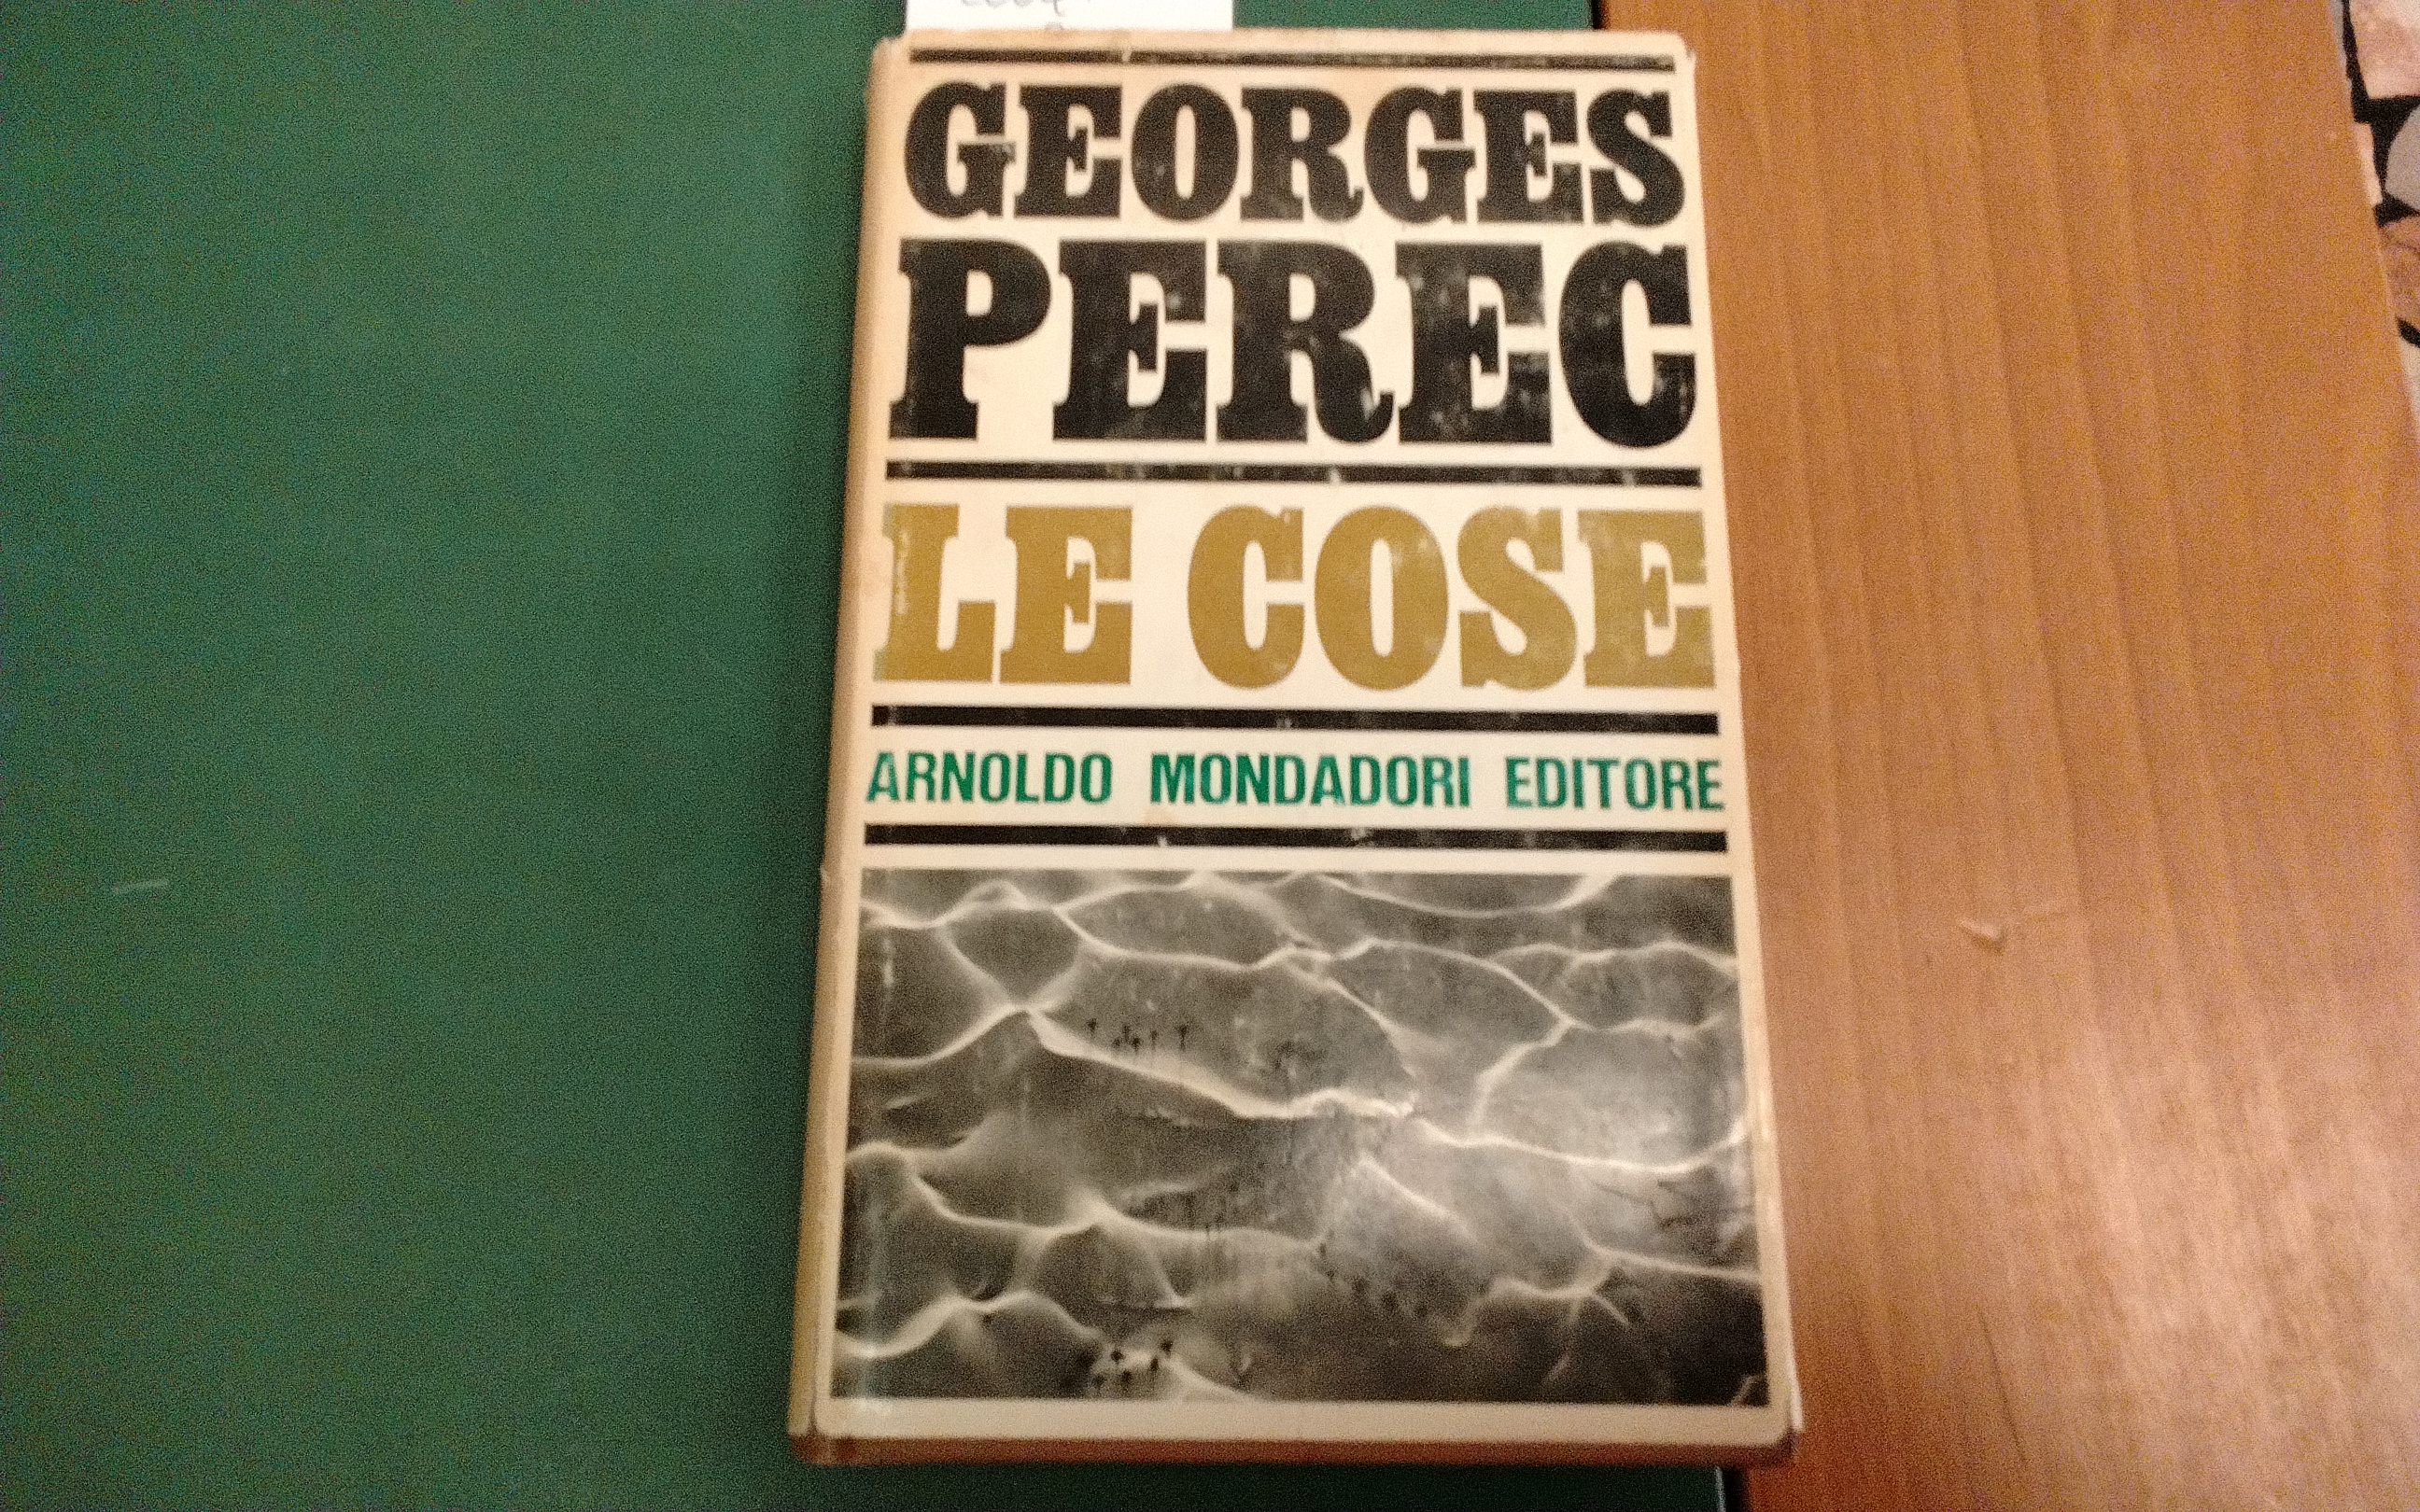 GEORGES
PEREC
LE COSE
ARNOLDO MONDADORI EDITORE